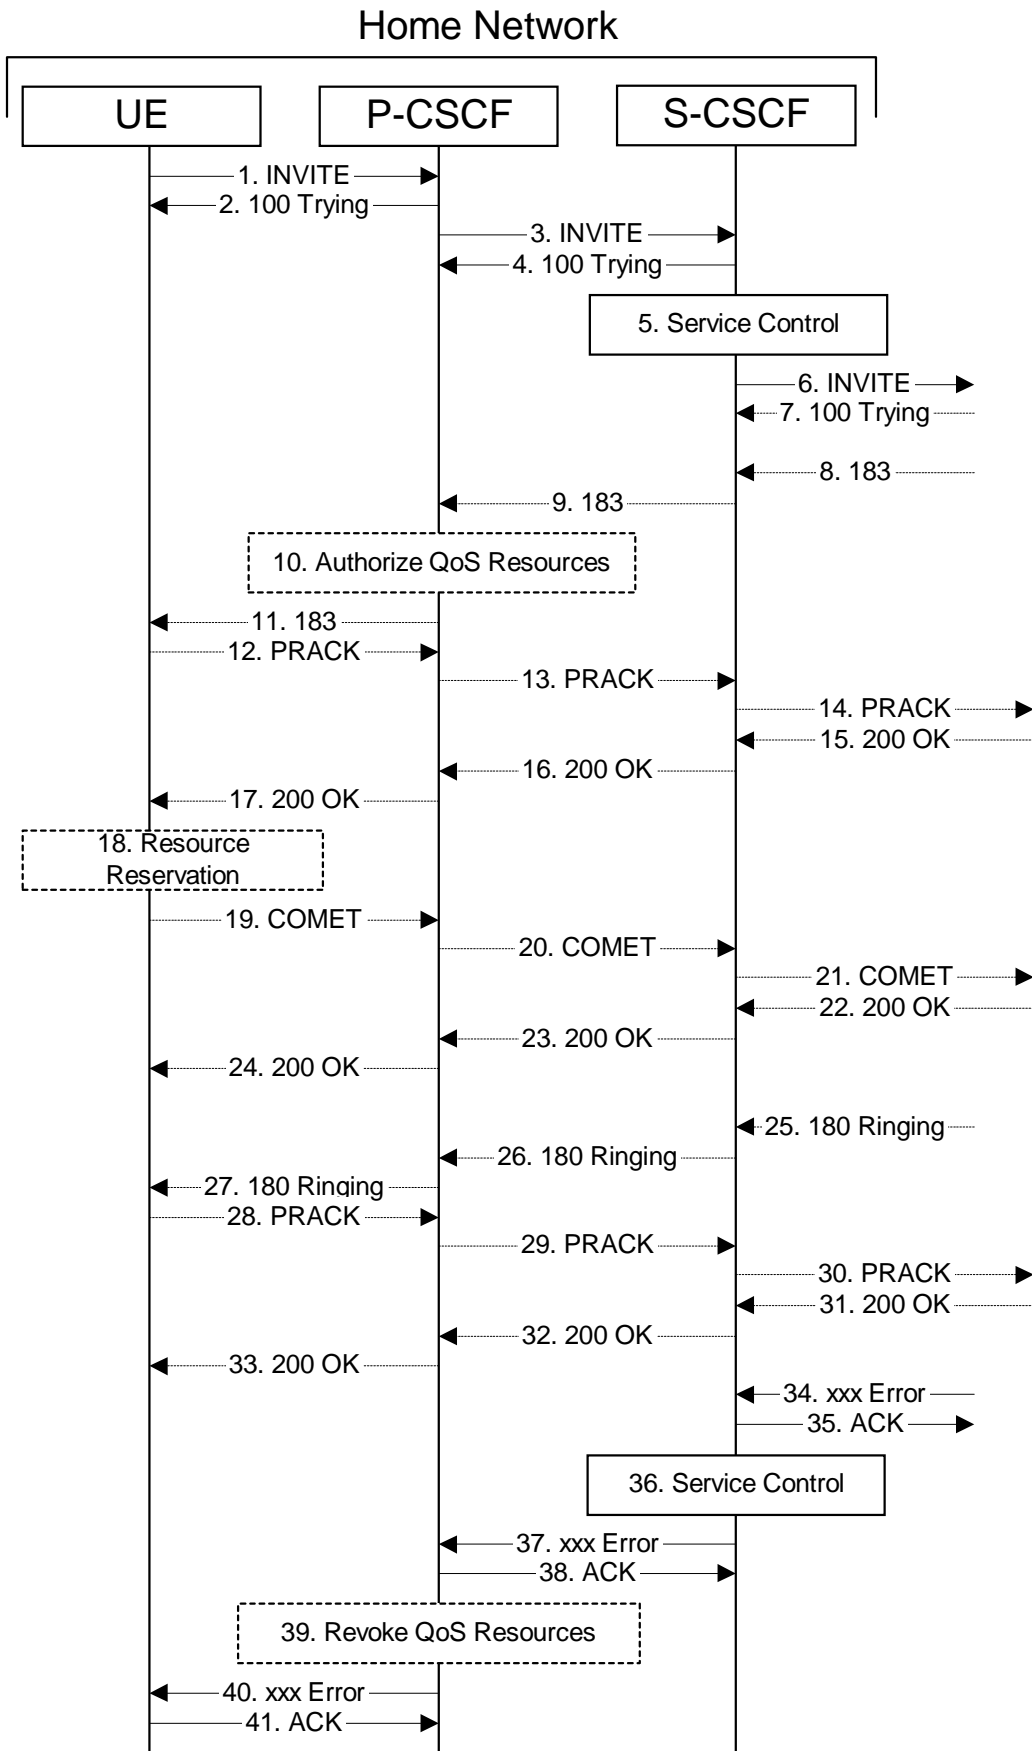 Home Network
UE
P-CSCF
S-CSCF
1. INVITE
2. 100 Trying
3. INVITE
4. 100 Trying
5. Service Control
6. INVITE
7. 100 Trying
8. 183
9. 183
10. Authorize QoS Resources
11. 183
12. PRACK
13. PRACK
14. PRACK
15. 200 OK
16. 200 OK
17. 200 OK
18. Resource
Reservation
19. COMET
20. COMET
21. COMET
22. 200 OK
23. 200 OK
24. 200 OK
25. 180 Ringing
26. 180 Ringing
27. 180 Ringing
28. PRACK
29. PRACK
30. PRACK
31. 200 OK
32. 200 OK
33. 200 OK
34. xxx Error
35. ACK
36. Service Control
37. xxx Error
38. ACK
39. Revoke QoS Resources
40. xxx Error
41. ACK